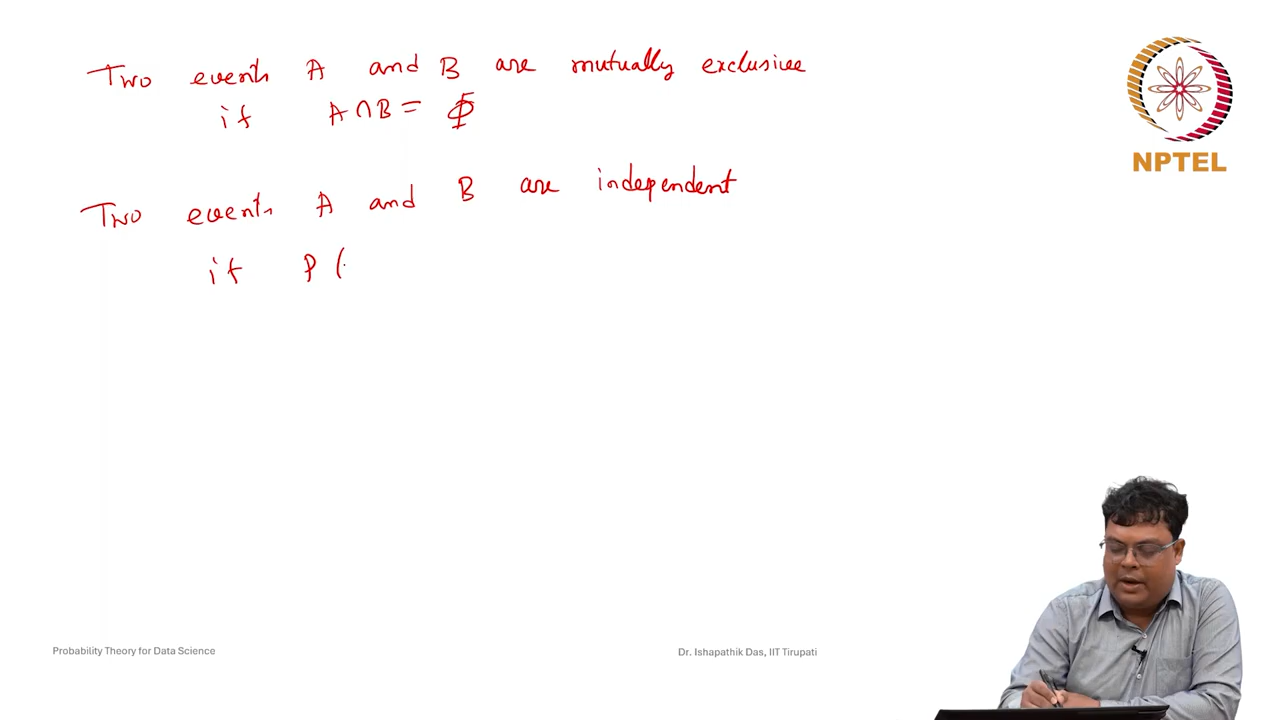 Two events A and B are mutually exclusive
if A ∩ B = Φ
NPTEL
Two events A and B are independent
if P (
Probability Theory for Data Science
Dr. Ishapathik Das, IIT Tirupati